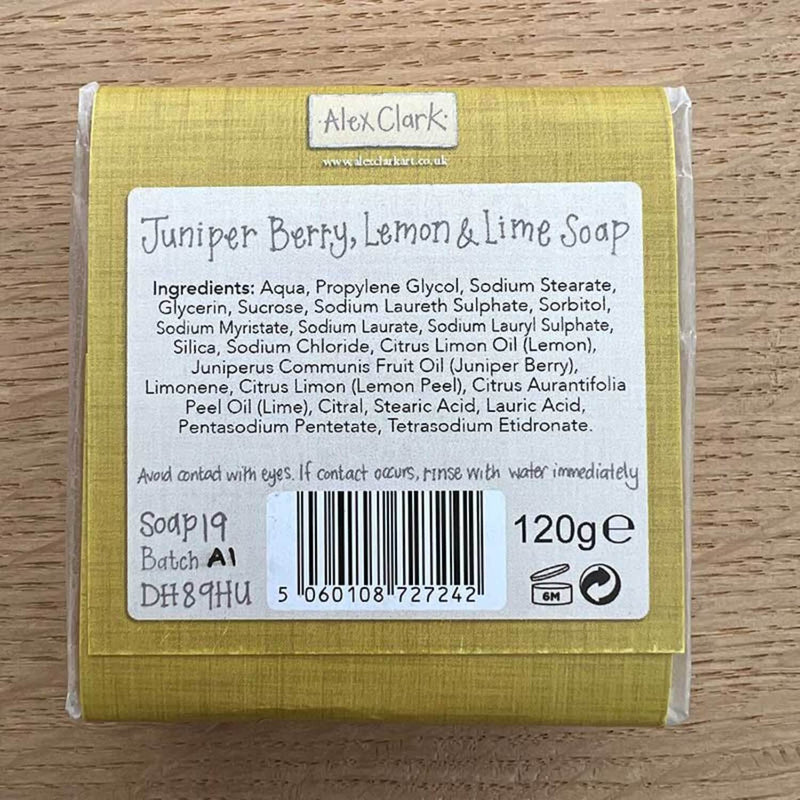 ·Alex Clark·
www.alexclarkart.co.uk
Juniper Berry, Lemon & Lime Soap
Ingredients: Aqua, Propylene Glycol, Sodium Stearate,
Glycerin, Sucrose, Sodium Laureth Sulphate, Sorbitol,
Sodium Myristate, Sodium Laurate, Sodium Lauryl Sulphate,
Silica, Sodium Chloride, Citrus Limon Oil (Lemon),
Juniperus Communis Fruit Oil (Juniper Berry),
Limonene, Citrus Limon (Lemon Peel), Citrus Aurantifolia
Peel Oil (Lime), Citral, Stearic Acid, Lauric Acid,
Pentasodium Pentetate, Tetrasodium Etidronate.
Avoid contact with eyes. If contact occurs, rinse with water immediately
Soap19
Batch A1
DH89HU
5 060108 727242
120g℮
6M